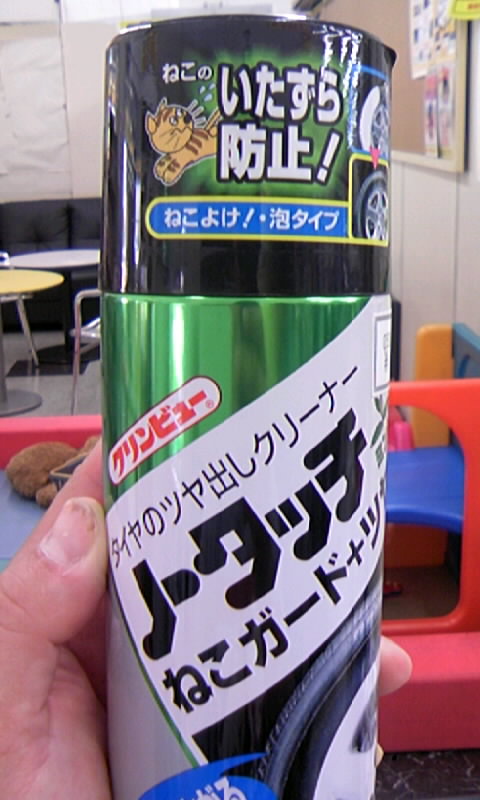 ねこの
いたずら
防止!
ねこよけ!・泡タイプ
クリンビュー®
タイヤのツヤ出しクリーナー
ノータッチ
ねこガード+ツヤ